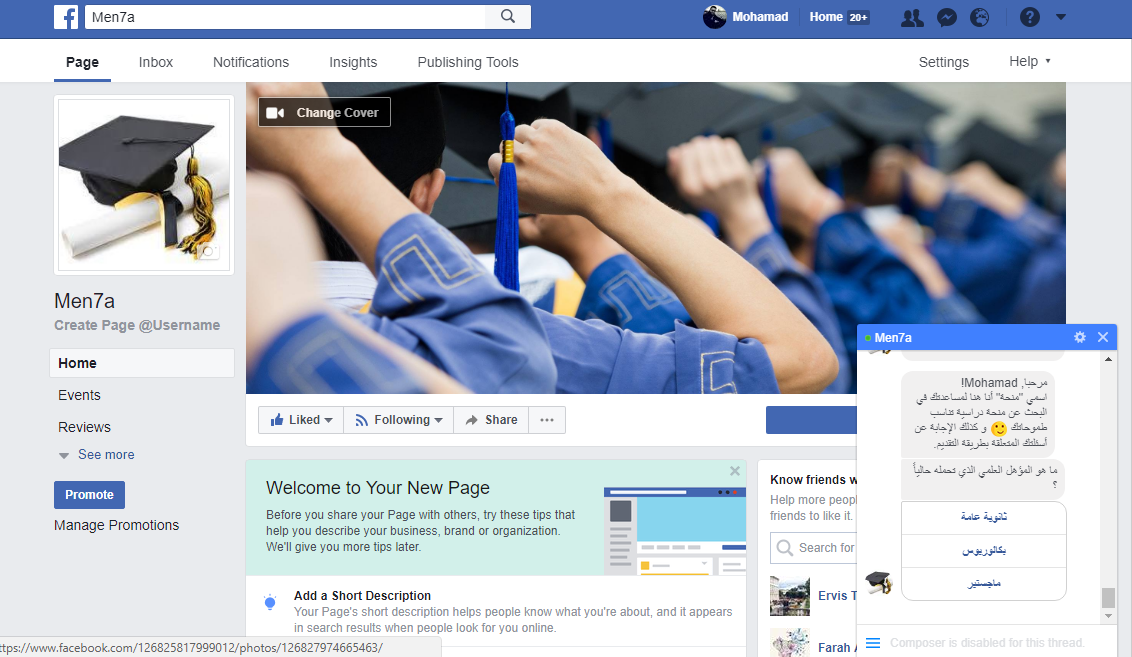 Men7a
Mohamad
Home 20+
Page
Inbox
Notifications
Insights
Publishing Tools
Settings
Help
Change Cover
Men7a
Create Page @Username
Home
Events
Reviews
See more
Promote
Manage Promotions
Liked
Following
Share
Welcome to Your New Page
Before you share your Page with others, try these tips that
help you describe your business, brand or organization.
We'll give you more tips later.
Add a Short Description
Your Page's short description helps people know what you're about, and it appears
in search results when people look for you online.
Know friends
Help more
friends to like it.
Search for
Ervis
Farah
Men7a
مرحبا, Mohamad!
اسمي "منحة" أنا هنا لمساعدتك في
البحث عن منحة دراسية تناسب
طموحاتك 🙂 و كذلك الإجابة عن
أسئلتك المتعلقة بطريقة التقديم.
ما هو المؤهل العلمي الذي تحمله حالياً
؟
ثانوية عامة
بكالوريوس
ماجستير
Composer is disabled for this thread.
ttps://www.facebook.com/126825817999012/photos/126827974665463/